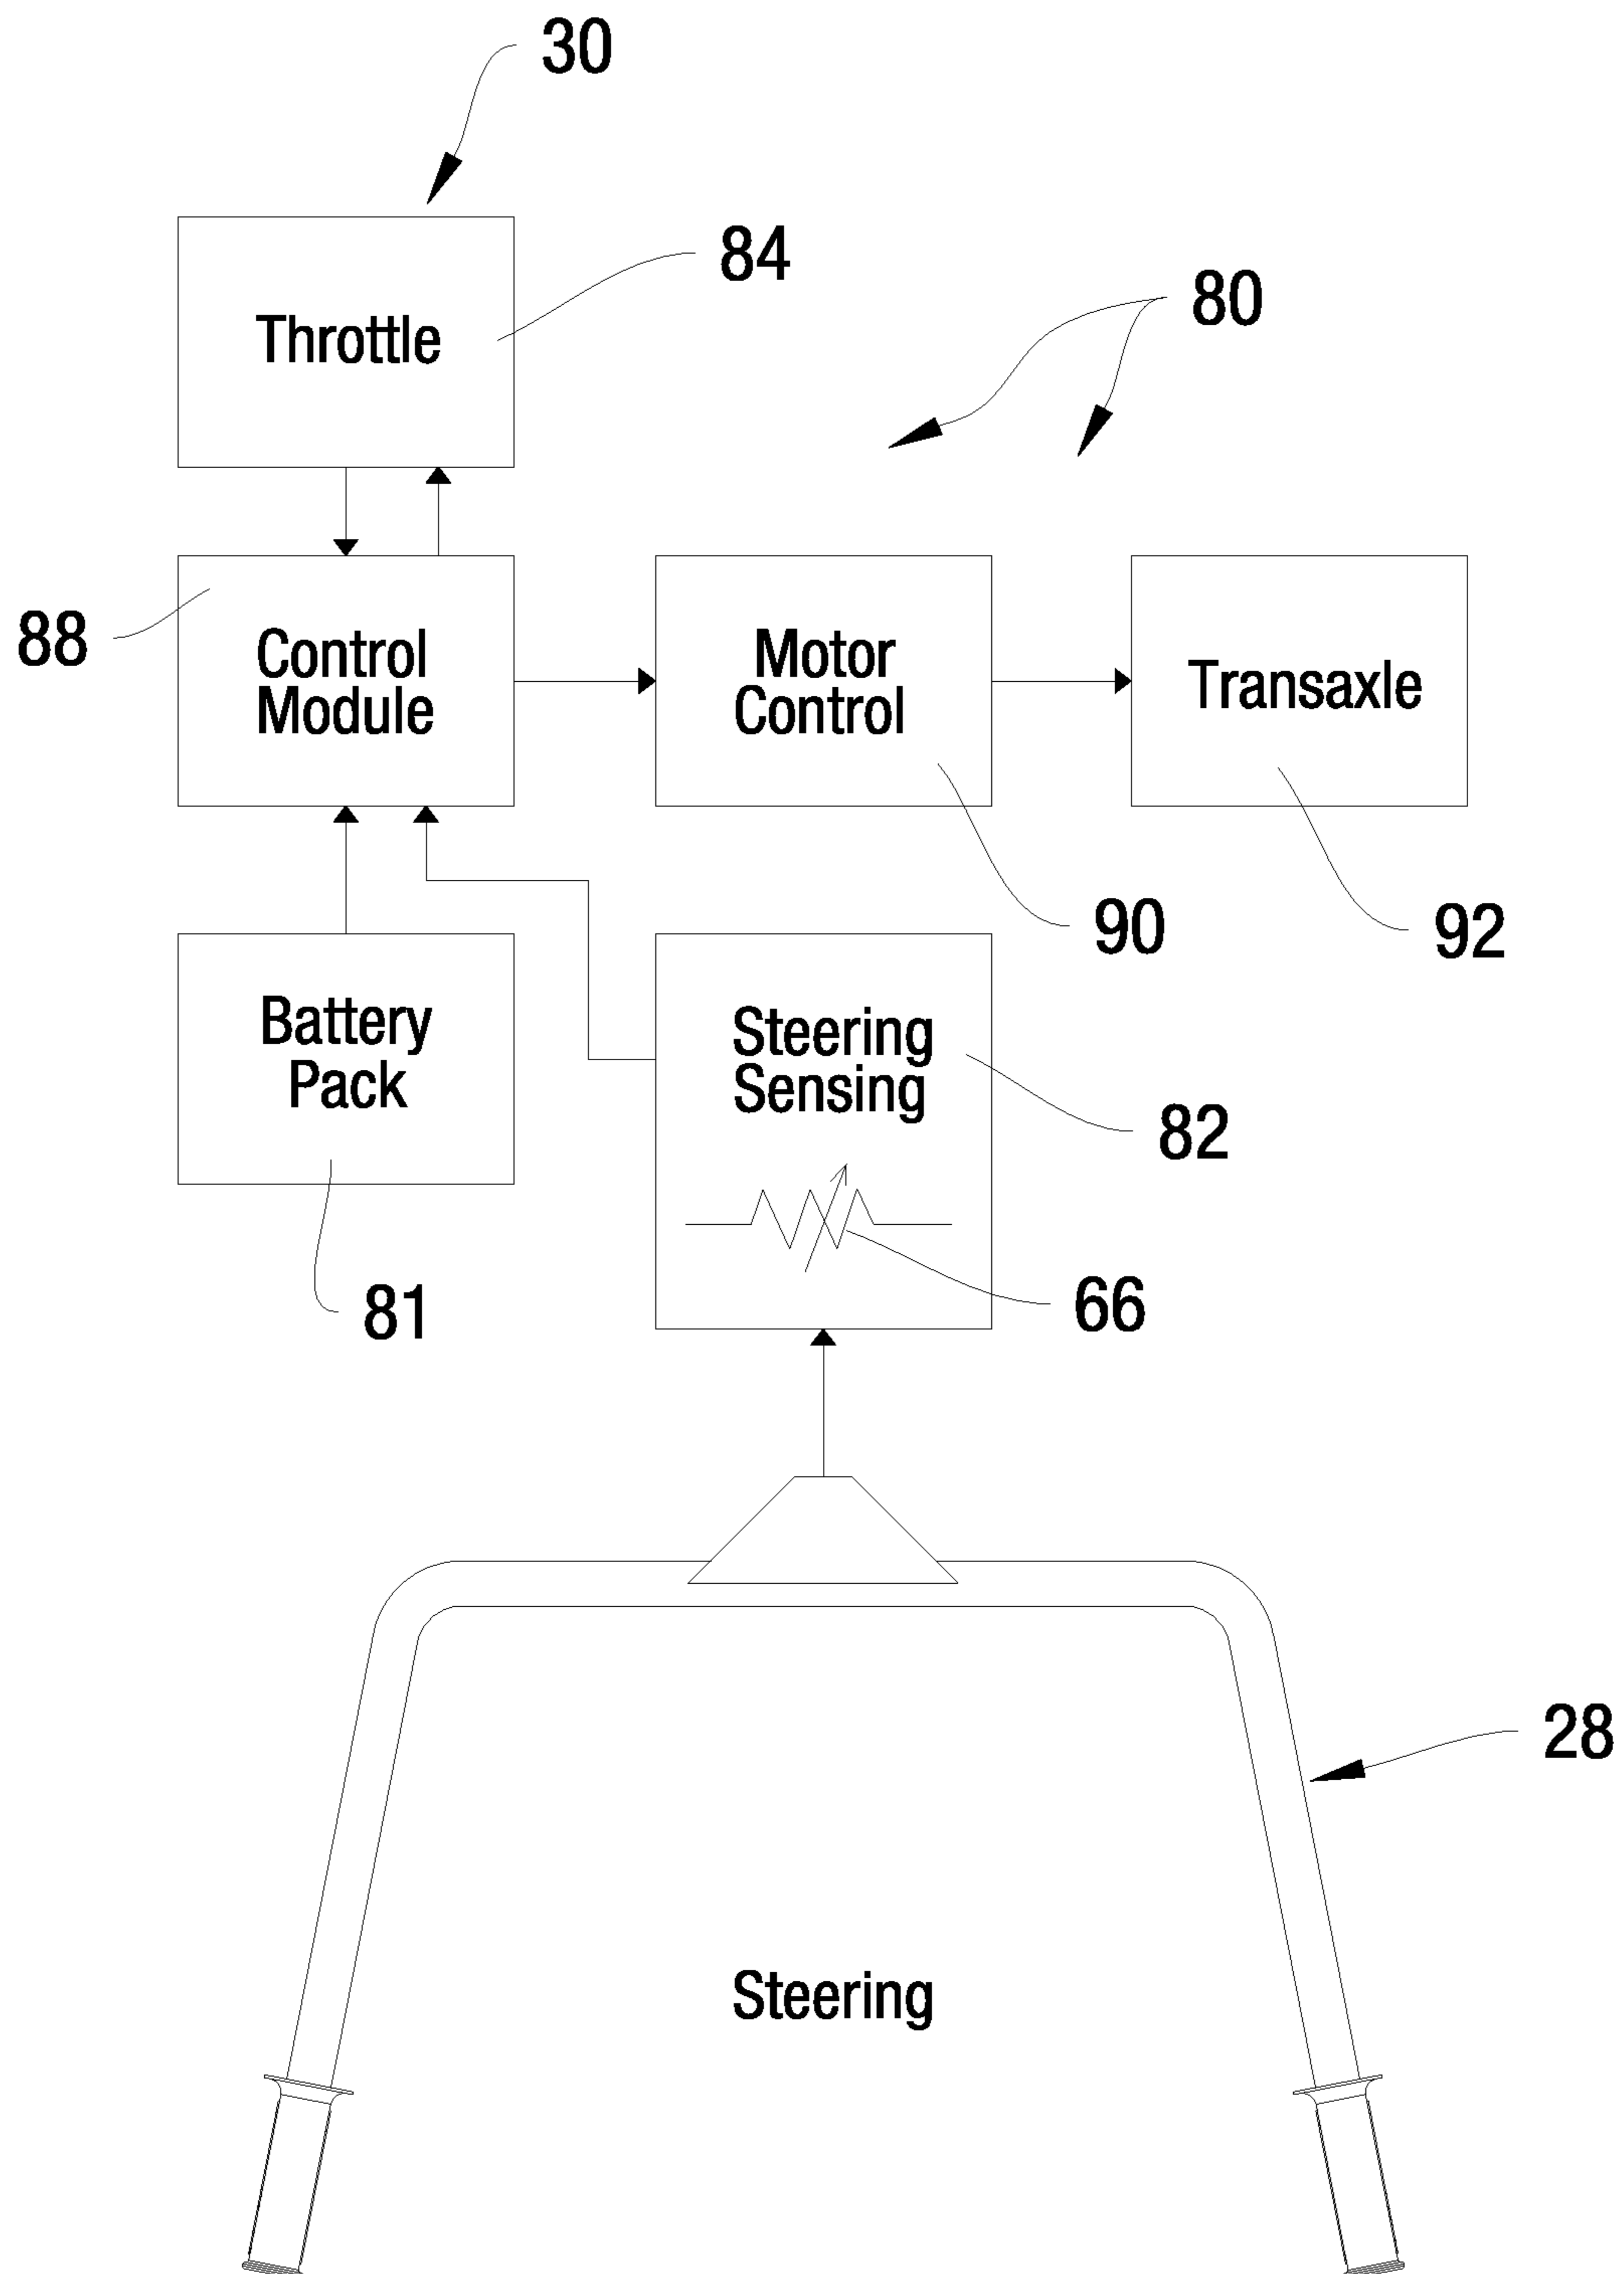 30
84
Throttle
80
88
Control
Module
Motor
Control
Transaxle
90
92
Battery
Pack
Steering
Sensing
82
81
66
28
Steering